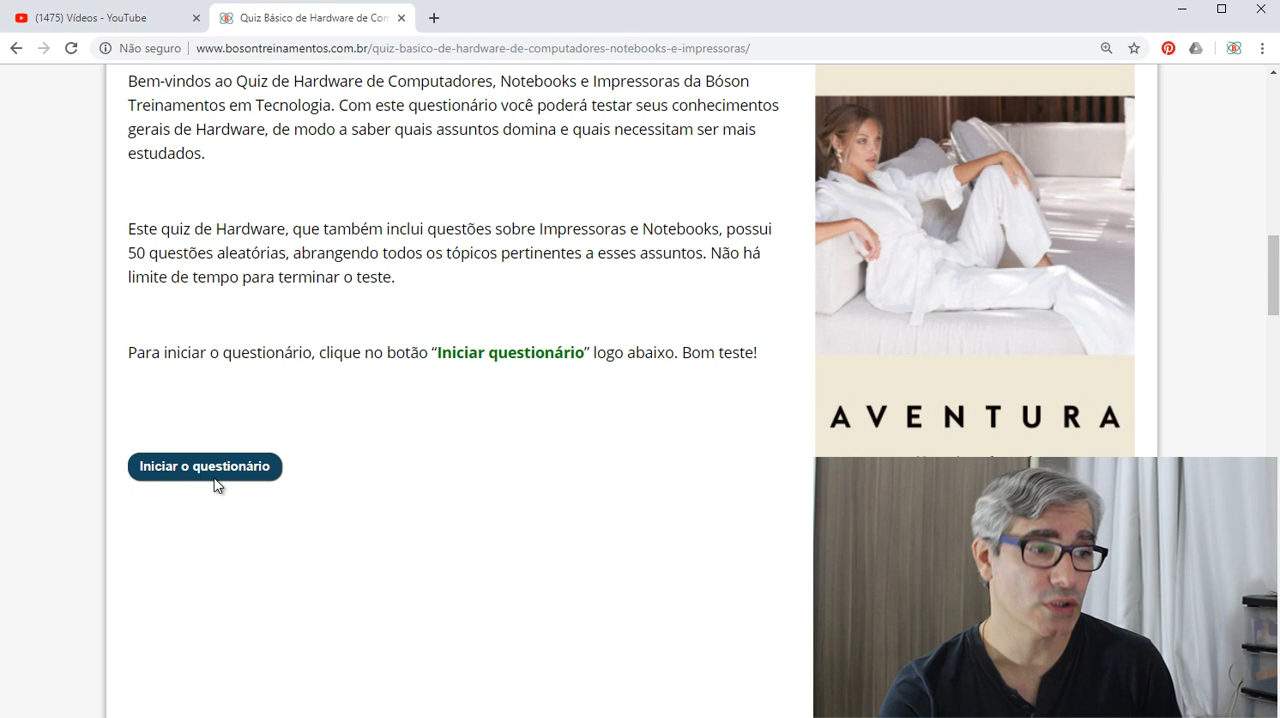 (1475) Vídeos - YouTube
Quiz Básico de Hardware de Com
Não seguro
www.bosontreinamentos.com.br/quiz-basico-de-hardware-de-computadores-notebooks-e-impressoras/
Bem-vindos ao Quiz de Hardware de Computadores, Notebooks e Impressoras da Bóson
Treinamentos em Tecnologia. Com este questionário você poderá testar seus conhecimentos
gerais de Hardware, de modo a saber quais assuntos domina e quais necessitam ser mais
estudados.
Este quiz de Hardware, que também inclui questões sobre Impressoras e Notebooks, possui
50 questões aleatórias, abrangendo todos os tópicos pertinentes a esses assuntos. Não há
limite de tempo para terminar o teste.
Para iniciar o questionário, clique no botão “Iniciar questionário” logo abaixo. Bom teste!
Iniciar o questionário
AVENTURA